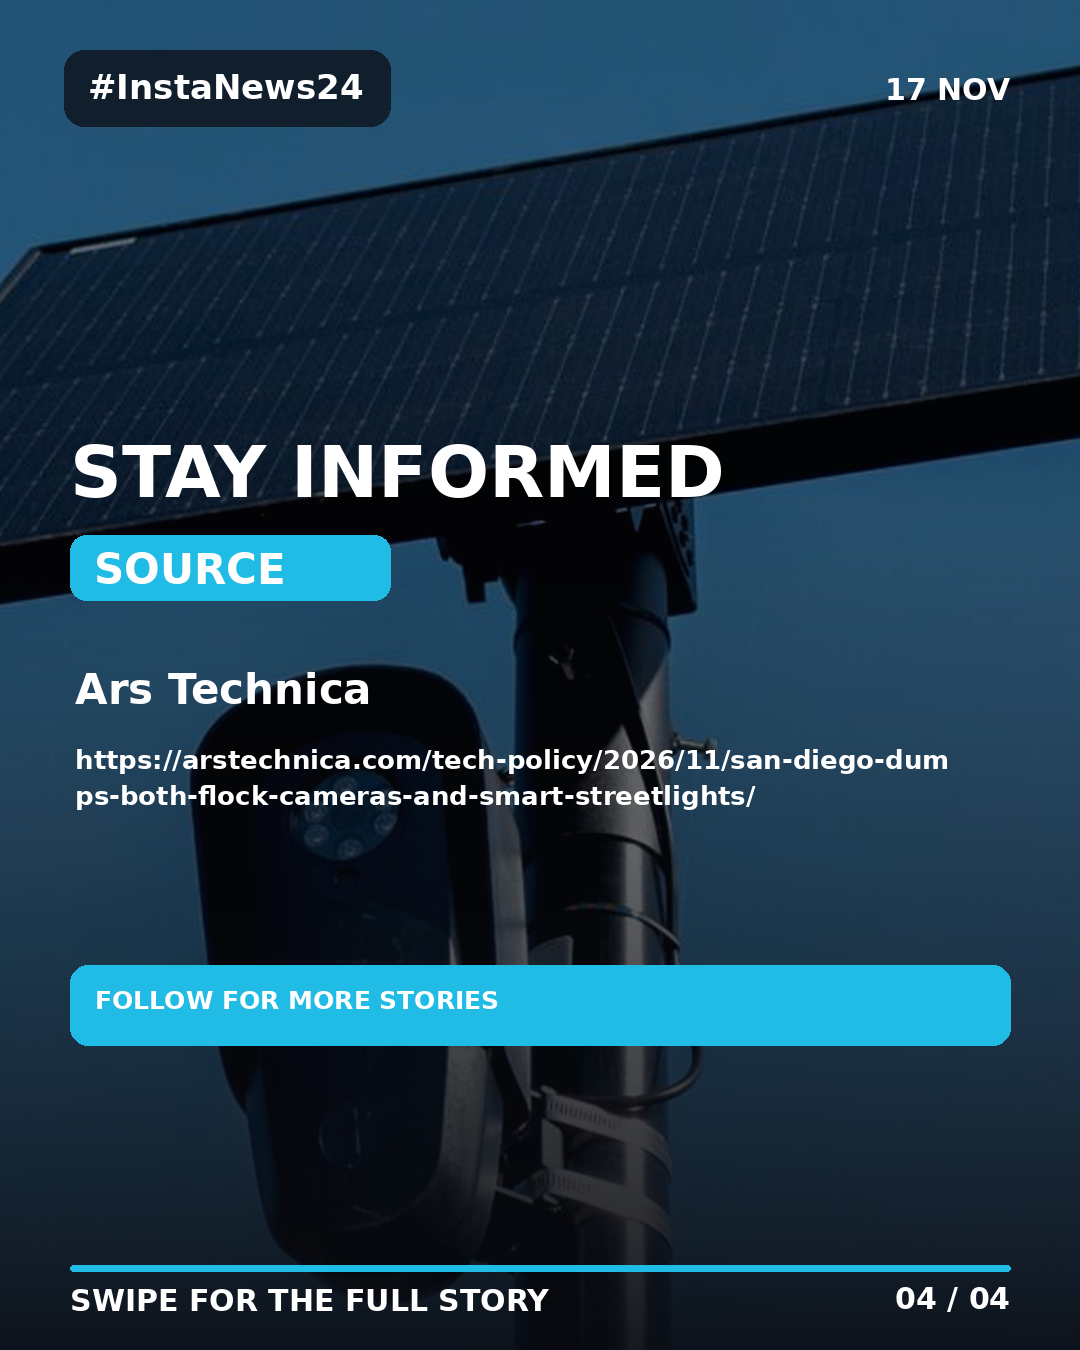 #InstaNews24
17 NOV
STAY INFORMED
SOURCE
Ars Technica
https://arstechnica.com/tech-policy/2026/11/san-diego-dum
ps-both-flock-cameras-and-smart-streetlights/
FOLLOW FOR MORE STORIES
SWIPE FOR THE FULL STORY
04 / 04